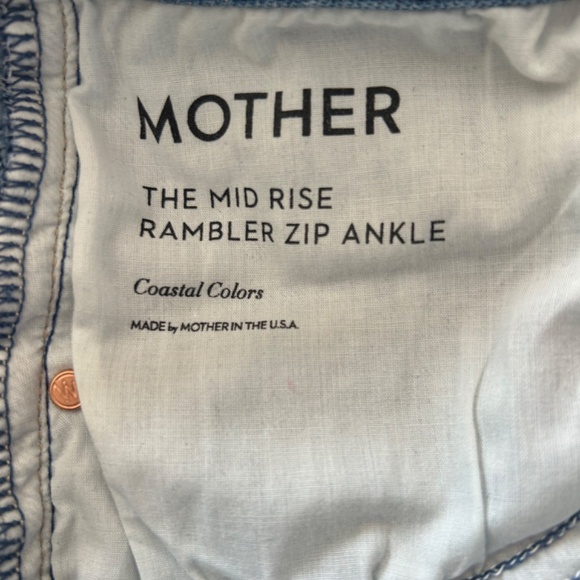 MOTHER
THE MID RISE
RAMBLER ZIP ANKLE
Coastal Colors
MADE by MOTHER IN THE U.S.A.